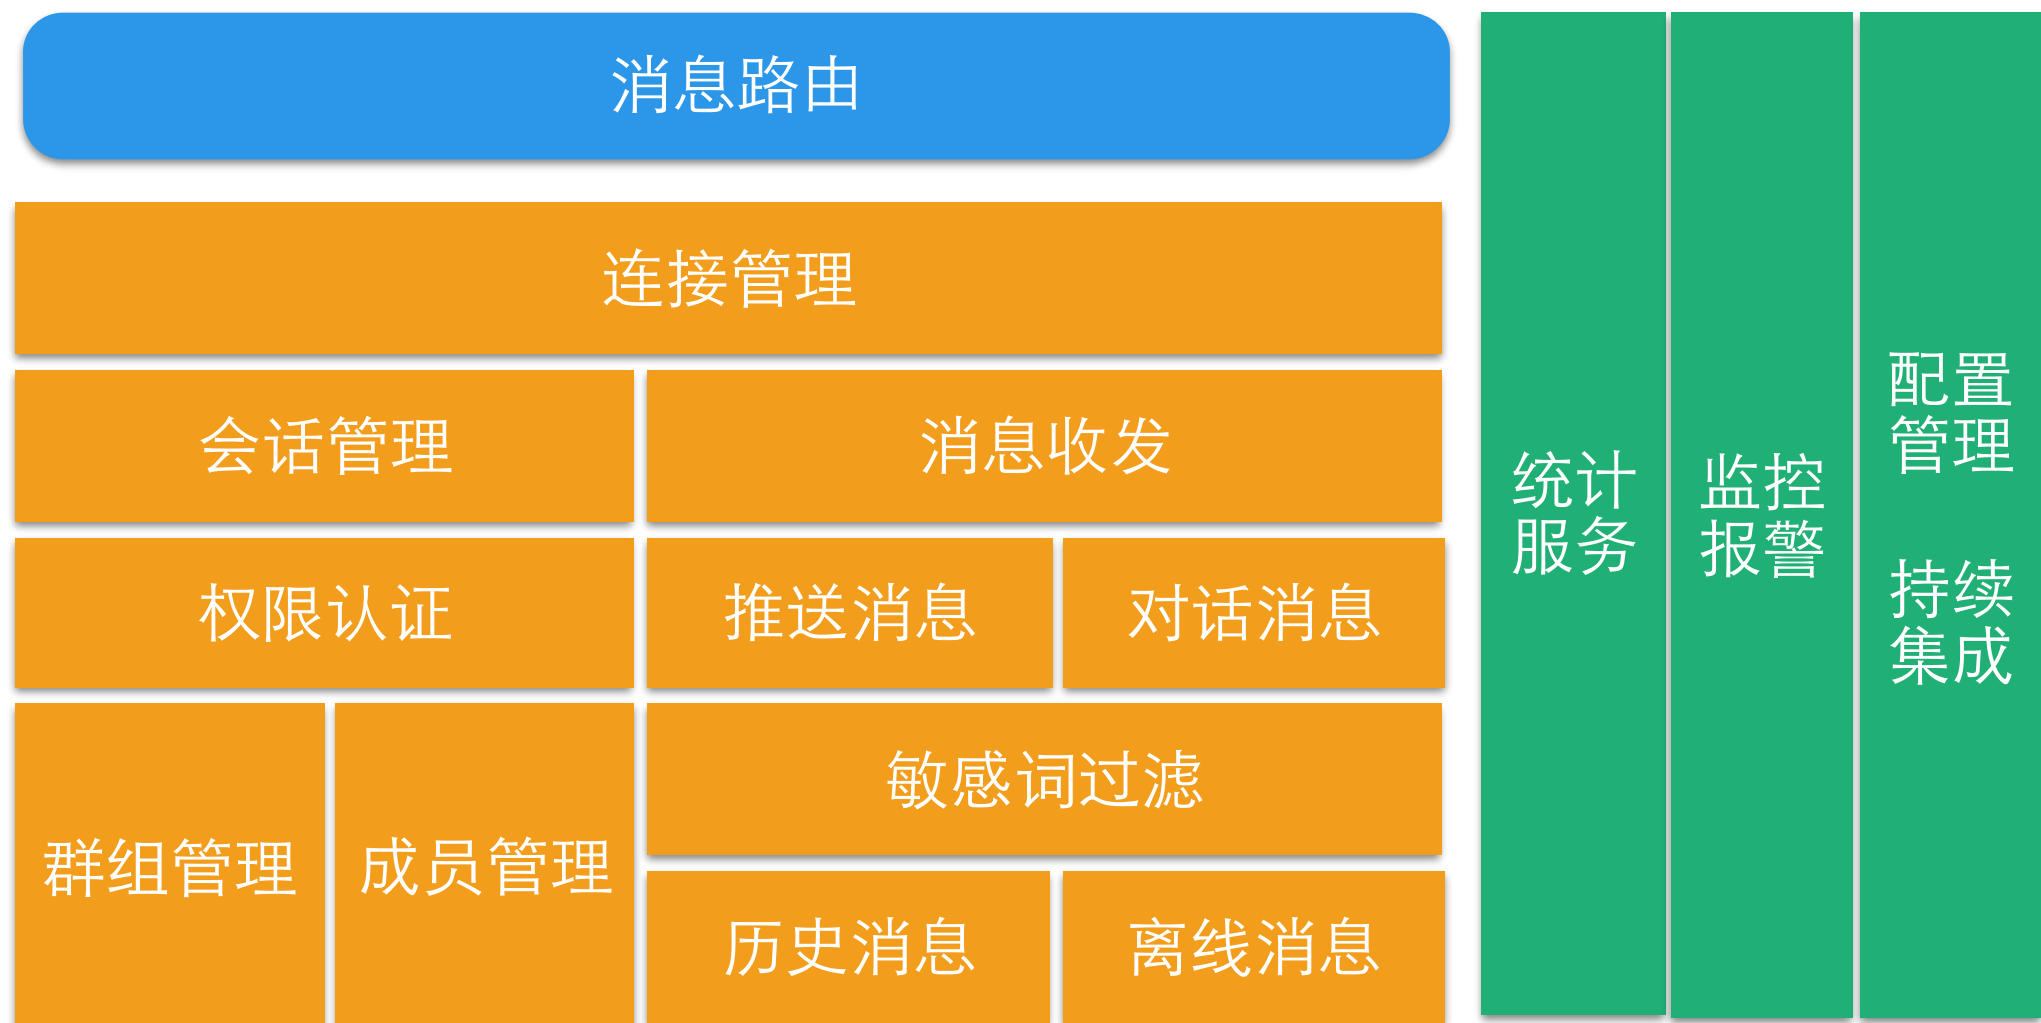 消息路由
连接管理
会话管理
消息收发
权限认证
推送消息
对话消息
群组管理
成员管理
敏感词过滤
历史消息
离线消息
统计
服务
监控
报警
配置
管理
持续
集成